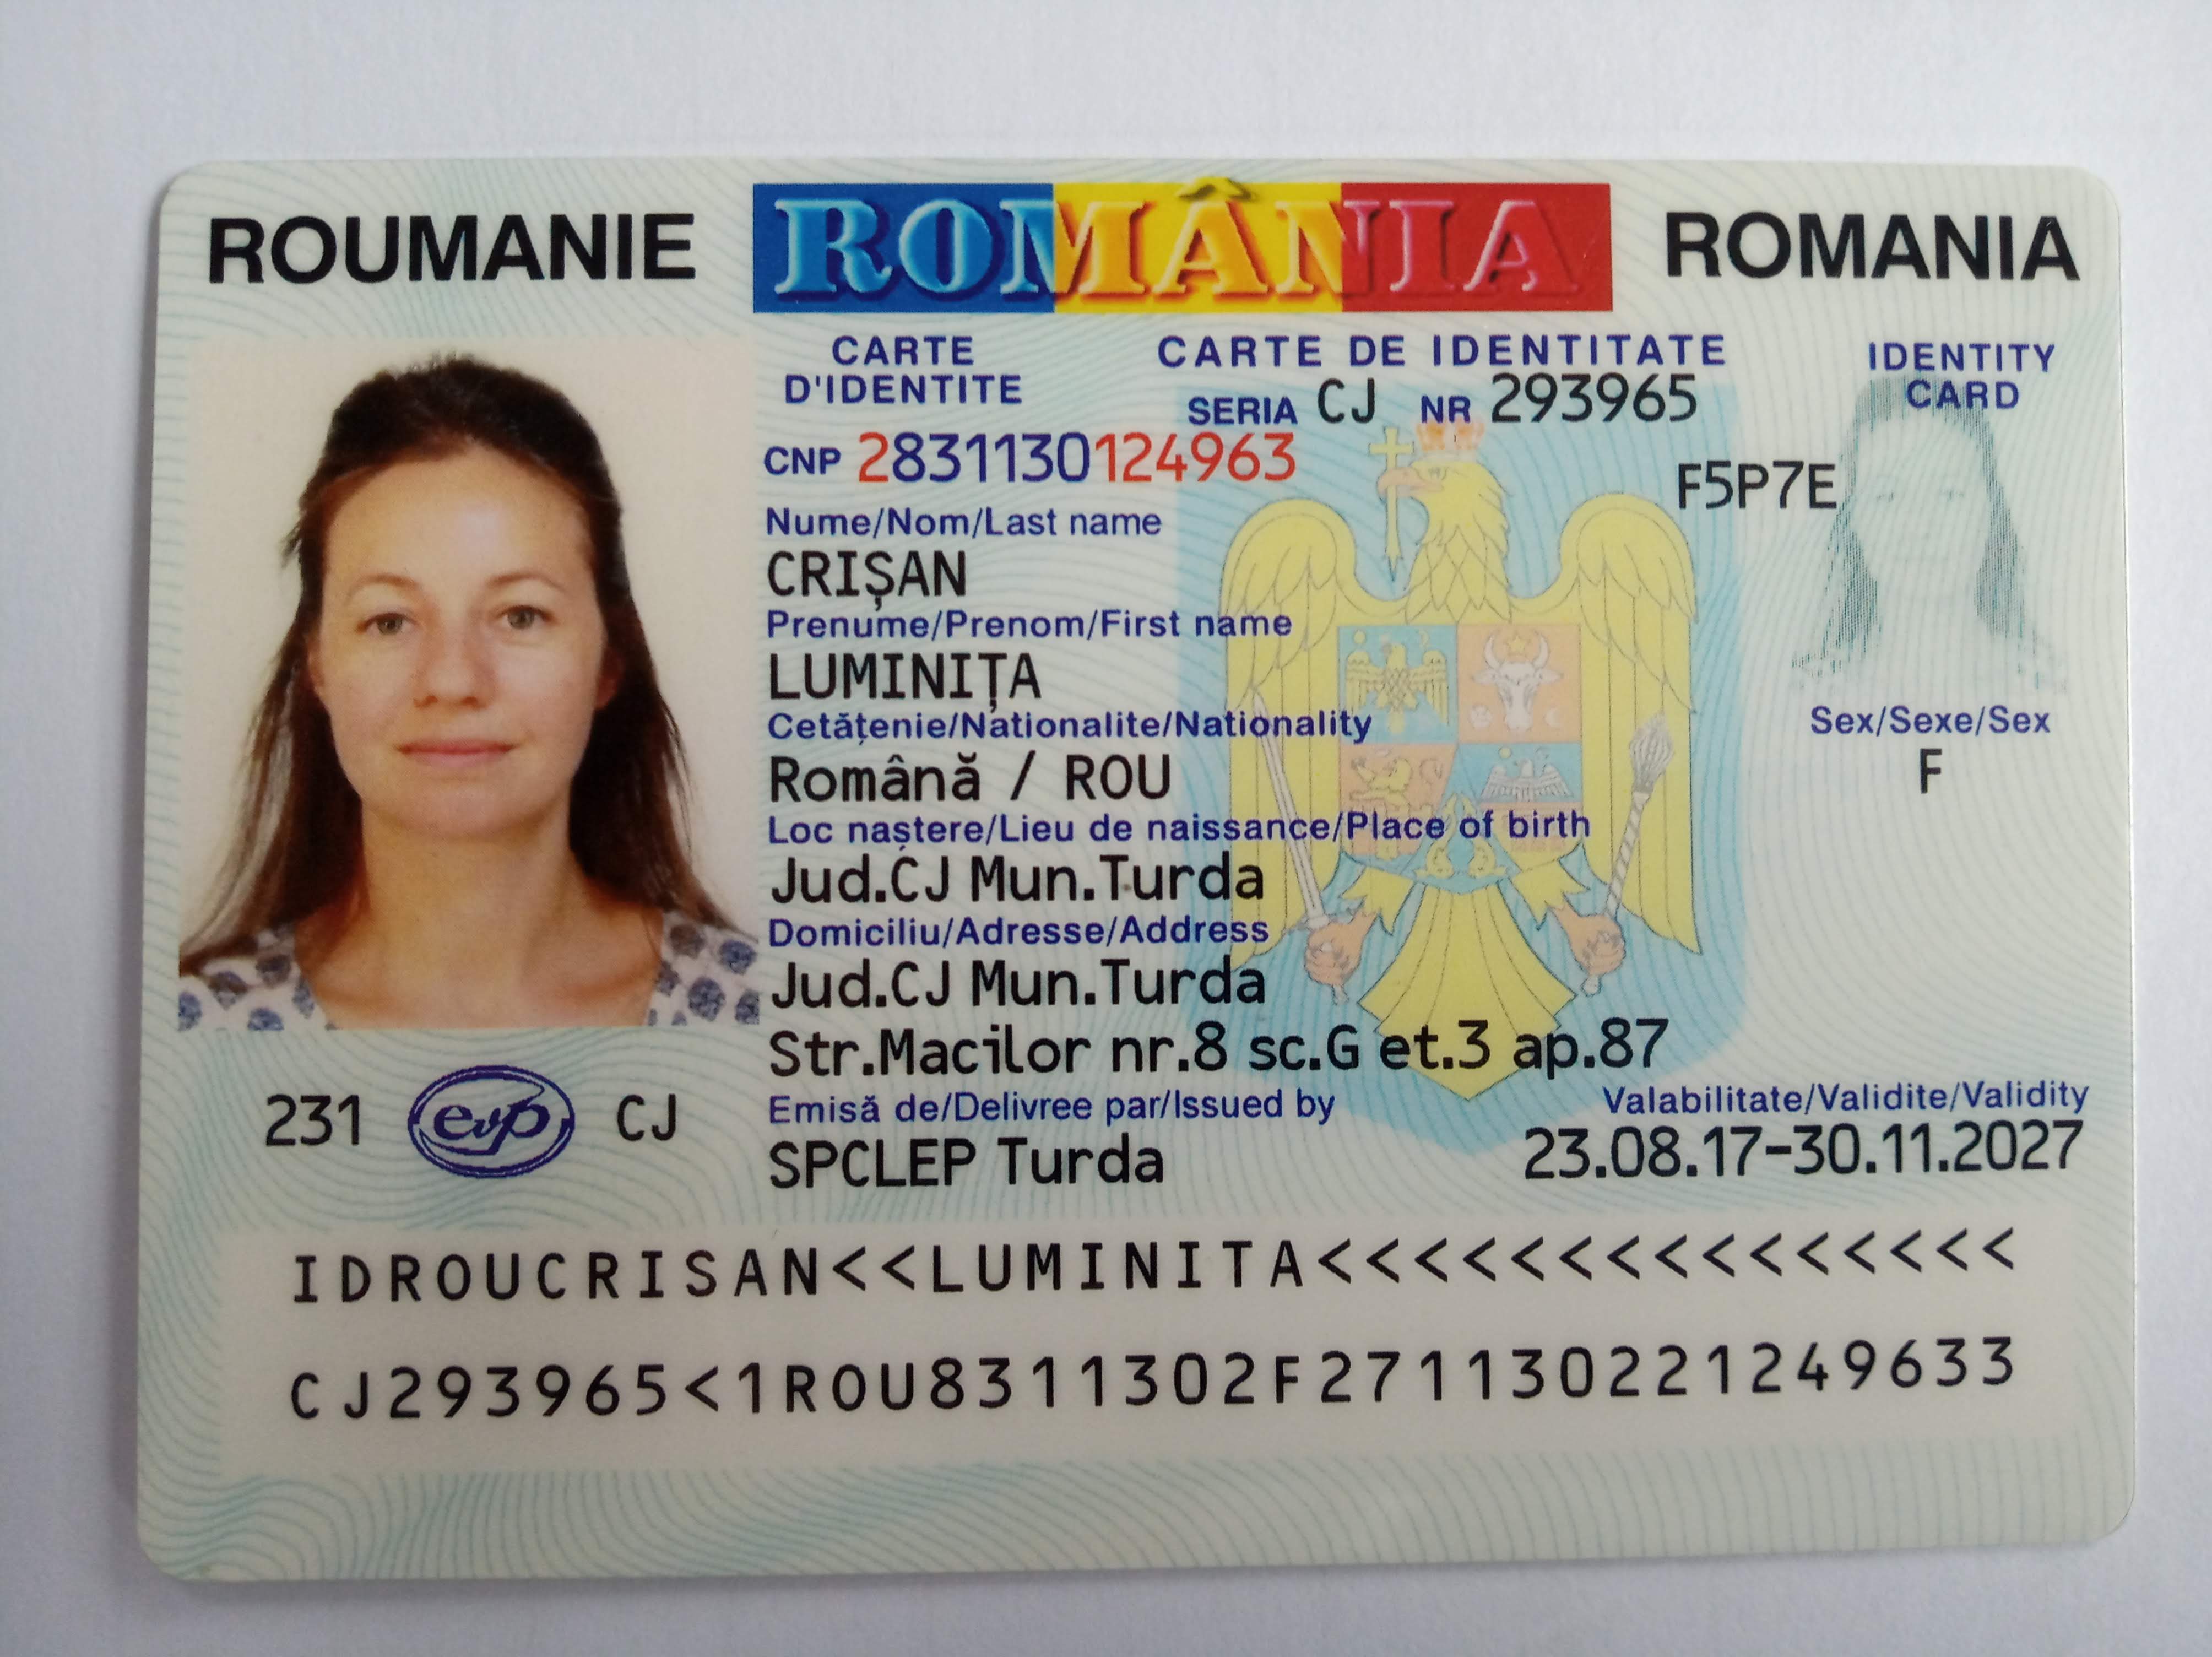 ROUMANIE ROMÂNIA ROMANIA
CARTE D'IDENTITE
CARTE DE IDENTITATE
IDENTITY CARD
SERIA CJ NR 293965
CNP 2831130124963
F5P7E
Nume/Nom/Last name
CRIȘAN
Prenume/Prenom/First name
LUMINIȚA
Cetățenie/Nationalite/Nationality
Română / ROU
Sex/Sexe/Sex
F
Loc naștere/Lieu de naissance/Place of birth
Jud.CJ Mun.Turda
Domiciliu/Adresse/Address
Jud.CJ Mun.Turda
Str.Macilor nr.8 sc.G et.3 ap.87
231 evp CJ
Emisă de/Delivree par/Issued by
SPCLEP Turda
Valabilitate/Validite/Validity
23.08.17-30.11.2027
IDROUCRISAN<<LUMINITA<<<<<<<<<<<<<<<
CJ293965<1ROU8311302F271130221249633